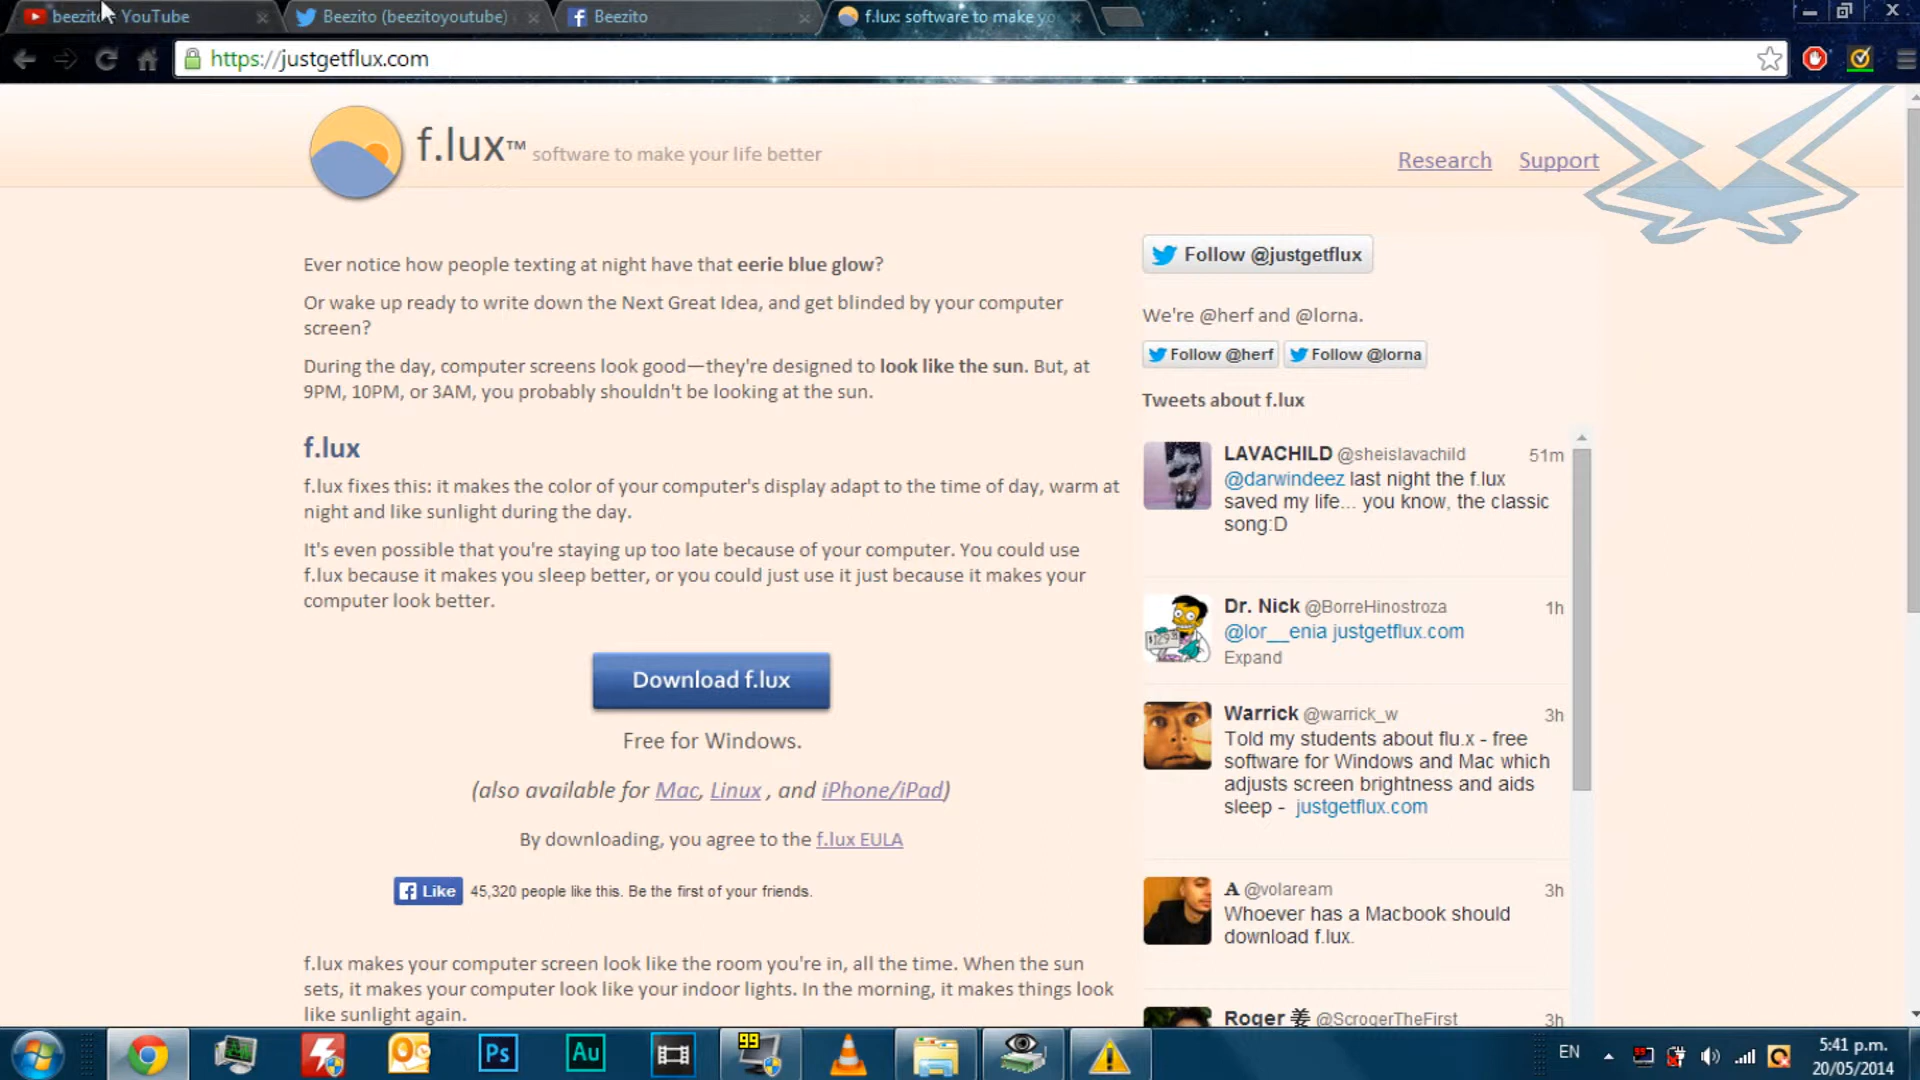 beezito YouTube
Beezito (beezitoyoutube)
Beezito
f.lux: software to make yo
https://justgetflux.com
f.lux™ software to make your life better
Research Support
Ever notice how people texting at night have that eerie blue glow?
Or wake up ready to write down the Next Great Idea, and get blinded by your computer
screen?
During the day, computer screens look good—they're designed to look like the sun. But, at
9PM, 10PM, or 3AM, you probably shouldn't be looking at the sun.
f.lux
f.lux fixes this: it makes the color of your computer's display adapt to the time of day, warm at
night and like sunlight during the day.
It's even possible that you're staying up too late because of your computer. You could use
f.lux because it makes you sleep better, or you could just use it just because it makes your
computer look better.
Download f.lux
Free for Windows.
(also available for Mac, Linux , and iPhone/iPad)
By downloading, you agree to the f.lux EULA
Like 45,320 people like this. Be the first of your friends.
f.lux makes your computer screen look like the room you're in, all the time. When the sun
sets, it makes your computer look like your indoor lights. In the morning, it makes things look
like sunlight again.
Follow @justgetflux
We're @herf and @lorna.
Follow @herf Follow @lorna
Tweets about f.lux
LAVACHILD @sheislavachild 51m
@darwindeez last night the f.lux
saved my life... you know, the classic
song:D
Dr. Nick @BorreHinostroza 1h
@lor__enia justgetflux.com
Expand
Warrick @warrick_w 3h
Told my students about flu.x - free
software for Windows and Mac which
adjusts screen brightness and aids
sleep - justgetflux.com
A @volaream 3h
Whoever has a Macbook should
download f.lux.
Roger 姜 @ScrogerTheFirst 3h
Ps
Au
99
EN
5:41 p.m.
20/05/2014